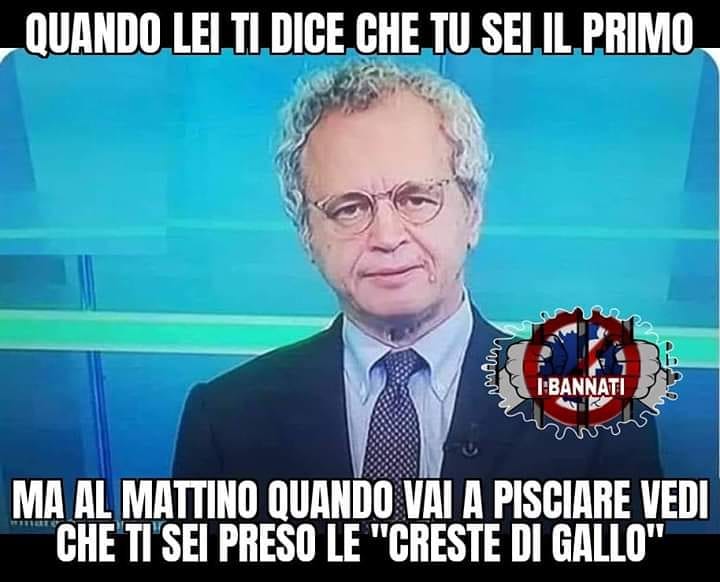 QUANDO LEI TI DICE CHE TU SEI IL PRIMO
I BANNATI
MA AL MATTINO QUANDO VAI A PISCIARE VEDI
CHE TI SEI PRESO LE "CRESTE DI GALLO"